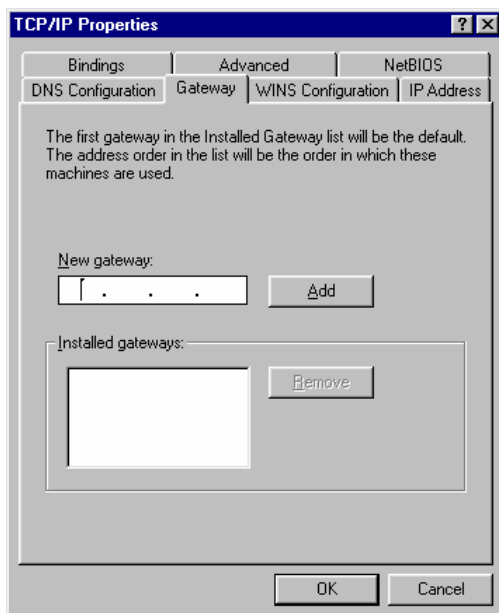 TCP/IP Properties
Bindings Advanced NetBIOS
DNS Configuration Gateway WINS Configuration IP Address
The first gateway in the Installed Gateway list will be the default.
The address order in the list will be the order in which these
machines are used.
New gateway:
. . .
Add
Installed gateways:
Remove
OK Cancel